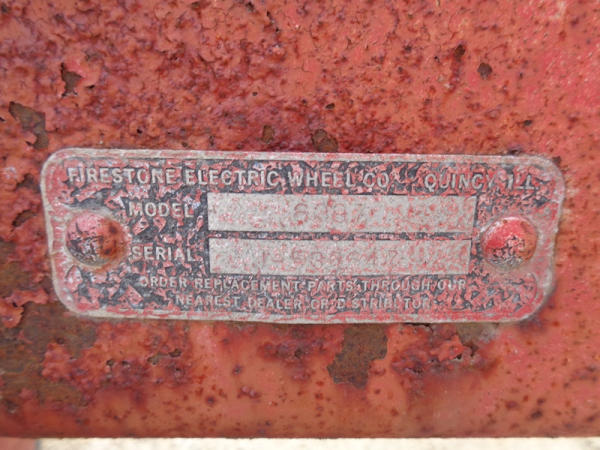 FIRESTONE ELECTRIC WHEEL CO. QUINCY, ILL.
MODEL
SERIAL
ORDER REPLACEMENT PARTS THROUGH OUR
NEAREST DEALER OR DISTRIBUTOR